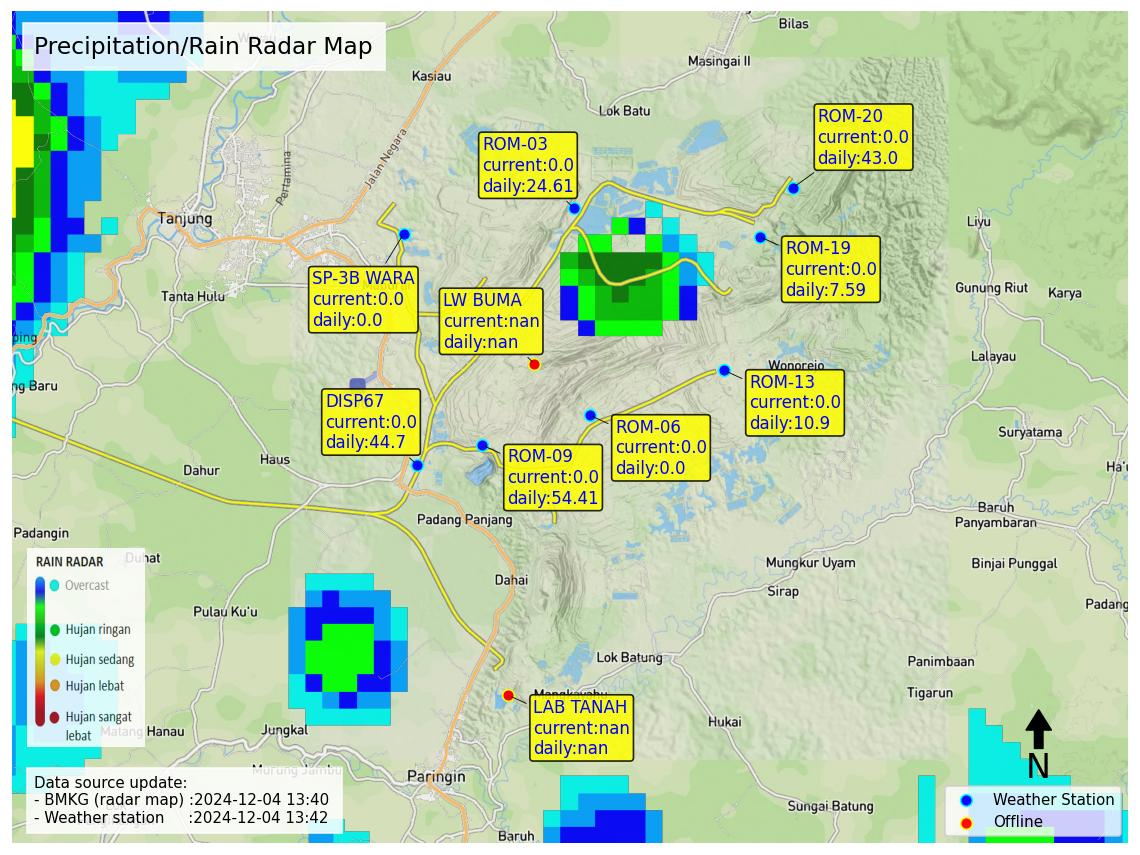 Precipitation/Rain Radar Map
Bilas
Masingai II
Kasiau
Lok Batu
Jalan Negara
Pertamina
Tanjung
Tanta Hulu
ROM-20
current:0.0
daily:43.0
ROM-03
current:0.0
daily:24.61
ROM-19
current:0.0
daily:7.59
SP-3B WARA
current:0.0
daily:0.0
LW BUMA
current:nan
daily:nan
Liyu
Gunung Riut
Karya
Lalayau
ping
ng Baru
Wonorejo
ROM-13
current:0.0
daily:10.9
DISP67
current:0.0
daily:44.7
ROM-06
current:0.0
daily:0.0
ROM-09
current:0.0
daily:54.41
Suryatama
Ha'u
Haus
Dahur
Padang Panjang
Baruh
Panyambaran
Padangin
Duhat
Mungkur Uyam
Binjai Punggal
Dahai
Sirap
Padang
Pulau Ku'u
RAIN RADAR
Overcast
Hujan ringan
Hujan sedang
Hujan lebat
Hujan sangat
lebat
Lok Batung
Panimbaan
Tigarun
Mangkayahu
LAB TANAH
current:nan
daily:nan
Hukai
Matang Hanau
Jungkal
Murung Jambu
Paringin
N
Sungai Batung
Baruh
Data source update:
- BMKG (radar map) :2024-12-04 13:40
- Weather station :2024-12-04 13:42
Weather Station
Offline